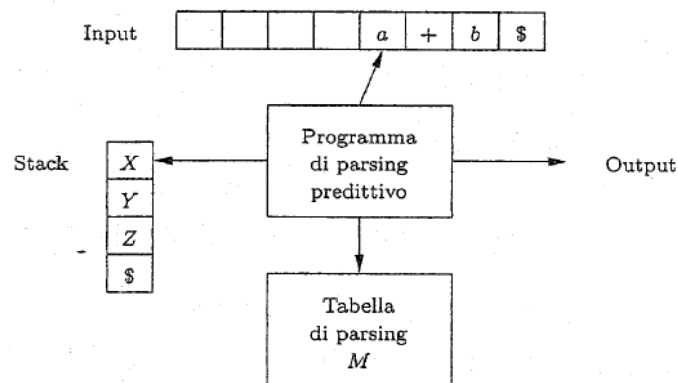 Input a + b $
Programma
di parsing
predittivo
Stack
Output
X
Y
Z
$
Tabella
di parsing
M